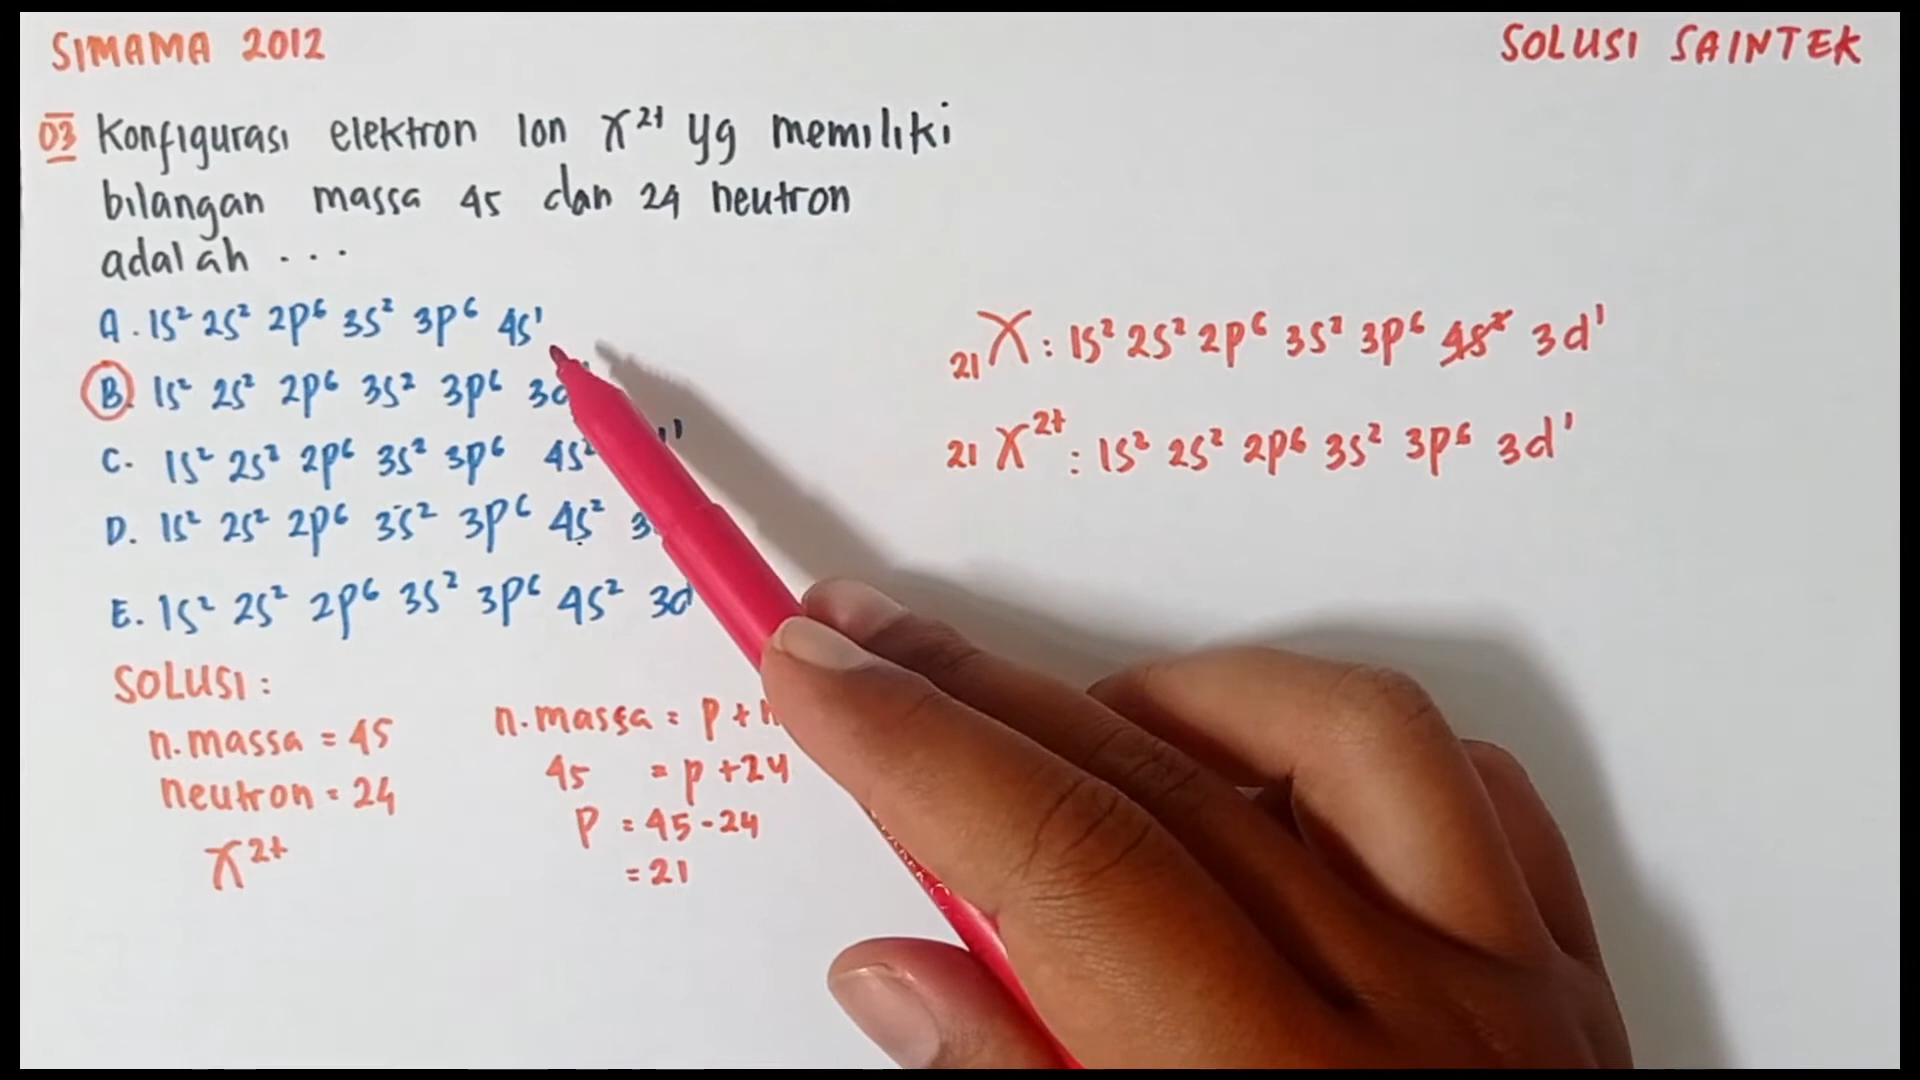 SIMAMA 2012
SOLUSI SAINTEK
03 Konfigurasi elektron Ion X²⁺ yg memiliki
bilangan massa 45 dan 24 neutron
adalah ...
A. 1s² 2s² 2p⁶ 3s² 3p⁶ 4s¹
B. 1s² 2s² 2p⁶ 3s² 3p⁶
C. 1s² 2s² 2p⁶ 3s² 3p⁶ 4s²
D. 1s² 2s² 2p⁶ 3s² 3p⁶ 4s²
E. 1s² 2s² 2p⁶ 3s² 3p⁶ 4s² 3d
SOLUSI :
n.massa = 45
neutron = 24
X²⁺
n.massa = p +
45 = p + 24
P = 45 - 24
= 21
₂₁X : 1s² 2s² 2p⁶ 3s² 3p⁶ 4s² 3d¹
₂₁X²⁺ : 1s² 2s² 2p⁶ 3s² 3p⁶ 3d¹